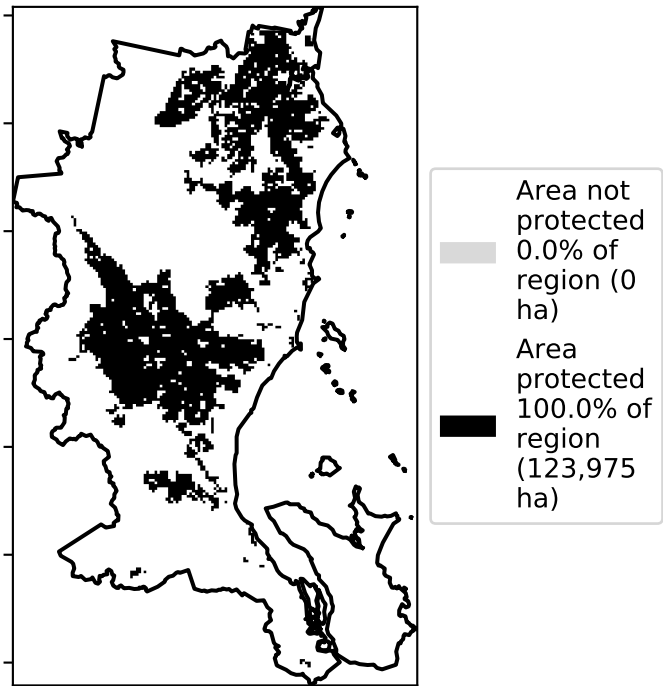 Area not
protected
0.0% of
region (0
ha)
Area
protected
100.0% of
region
(123,975
ha)